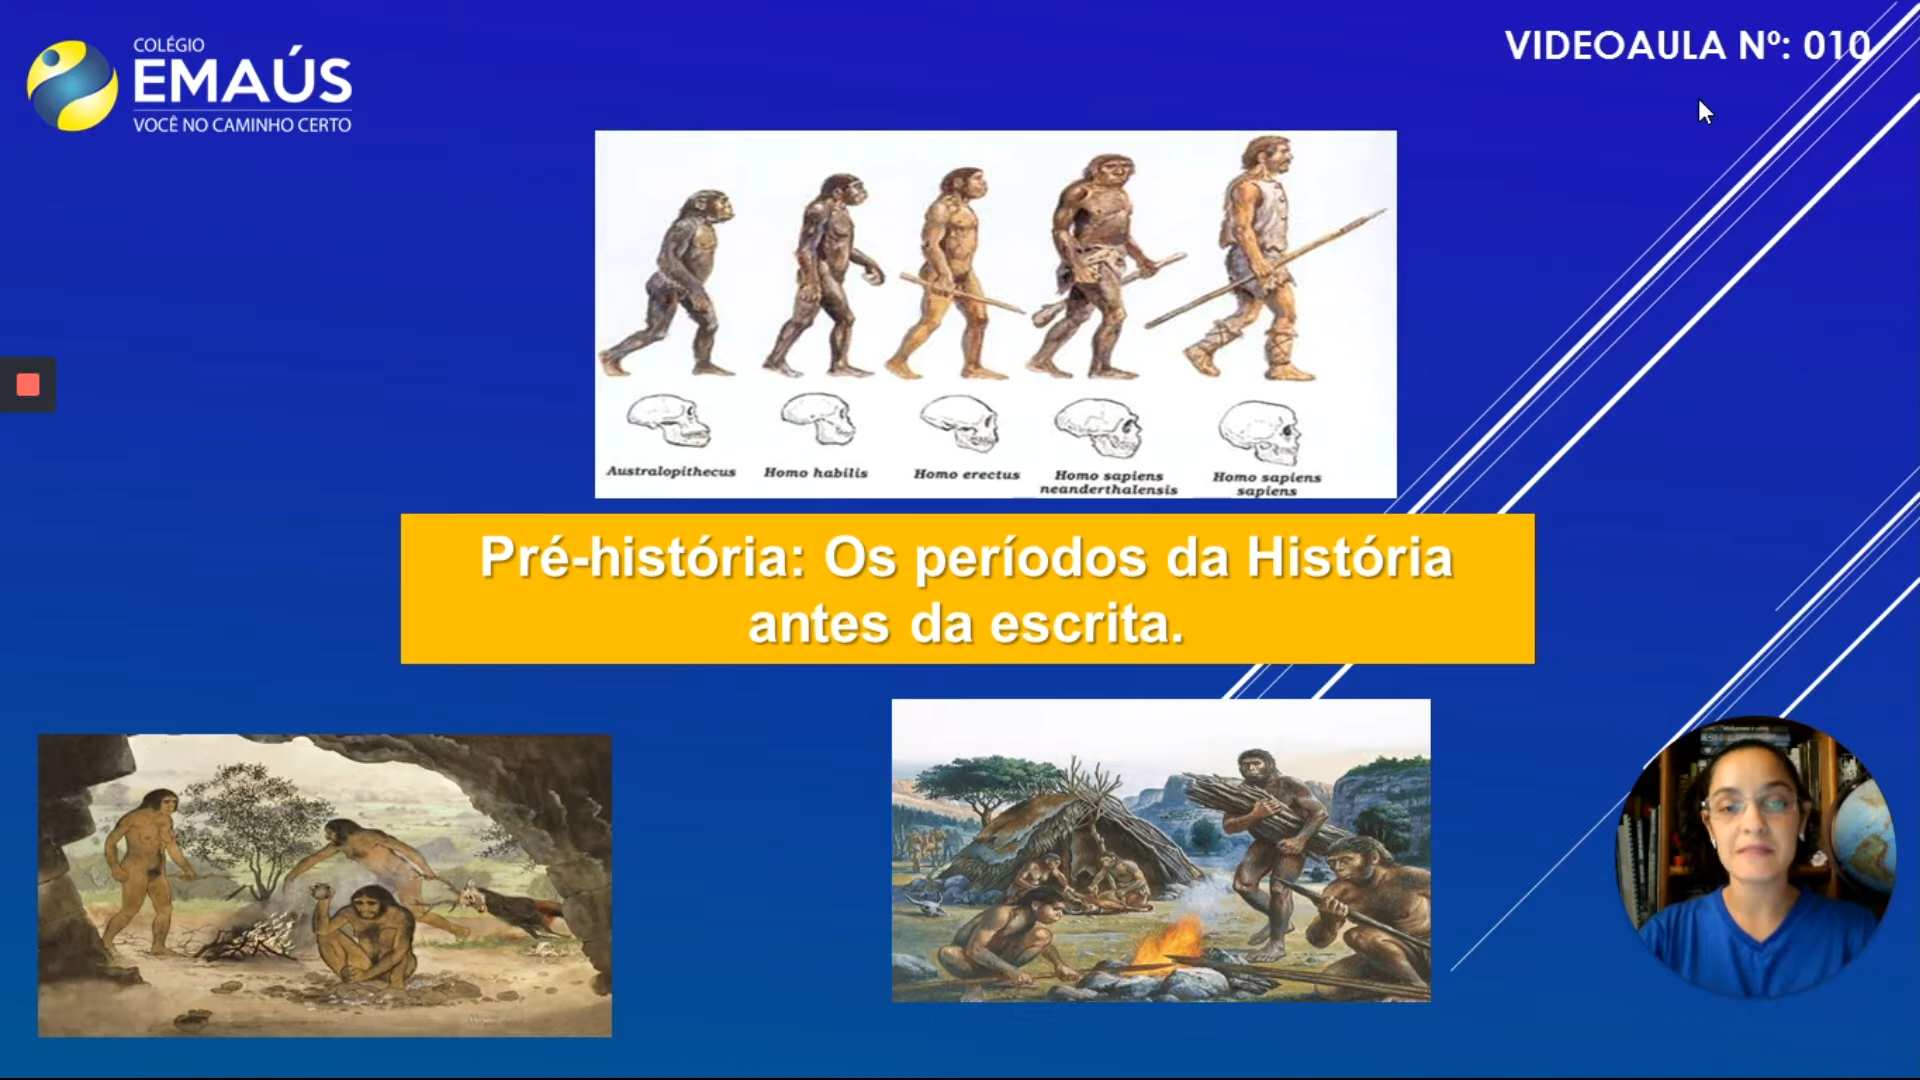 COLÉGIO
EMAÚS
VOCÊ NO CAMINHO CERTO
VIDEOAULA Nº: 010
Australopithecus
Homo habilis
Homo erectus
Homo sapiens
neanderthalensis
Homo sapiens
sapiens
Pré-história: Os períodos da História
antes da escrita.